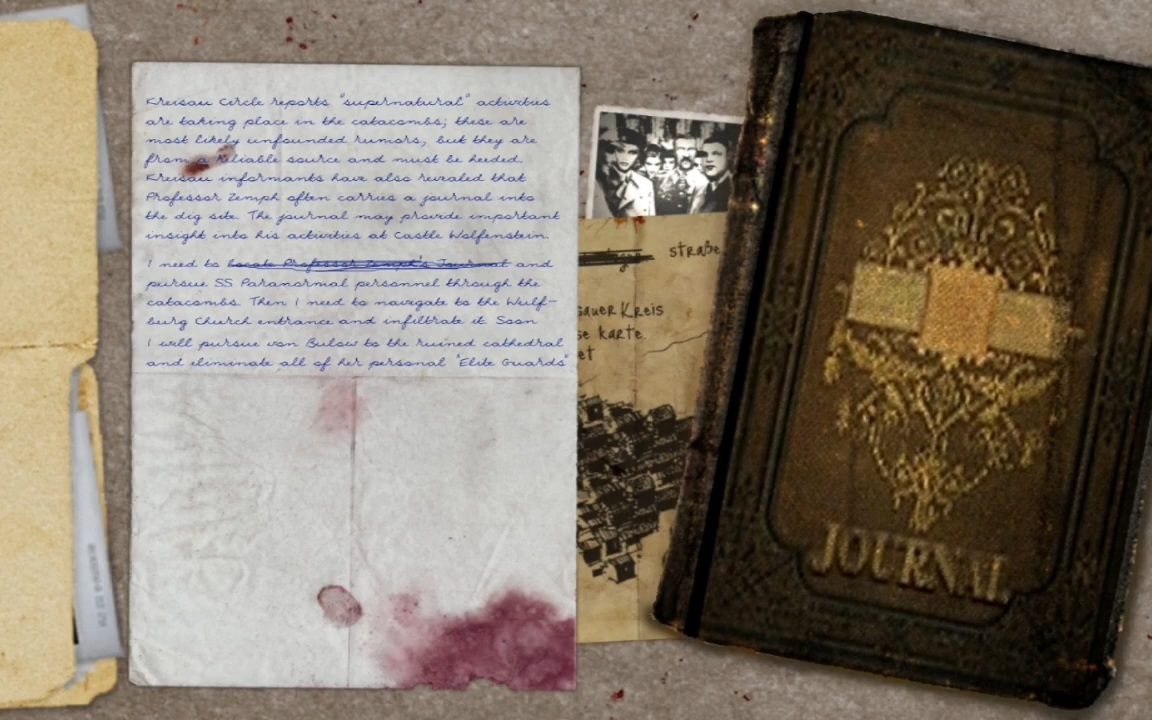 Kreisau Circle reports "supernatural" activities
are taking place in the catacombs; these are
most likely unfounded rumors, but they are
from a reliable source and must be heeded.
Kreisau informants have also revealed that
Professor Zemph often carries a journal into
the dig site. The journal may provide important
insight into his activities at Castle Wolfenstein.
I need to locate Professor Zemph's Journal and
pursue SS Paranormal personnel through the
catacombs. Then I need to navigate to the Wulf-
burg Church entrance and infiltrate it. Soon
I will pursue von Bulow to the ruined cathedral
and eliminate all of her personal "Elite Guards"
straße
sauer Kreis
se karte
et
JOURNAL